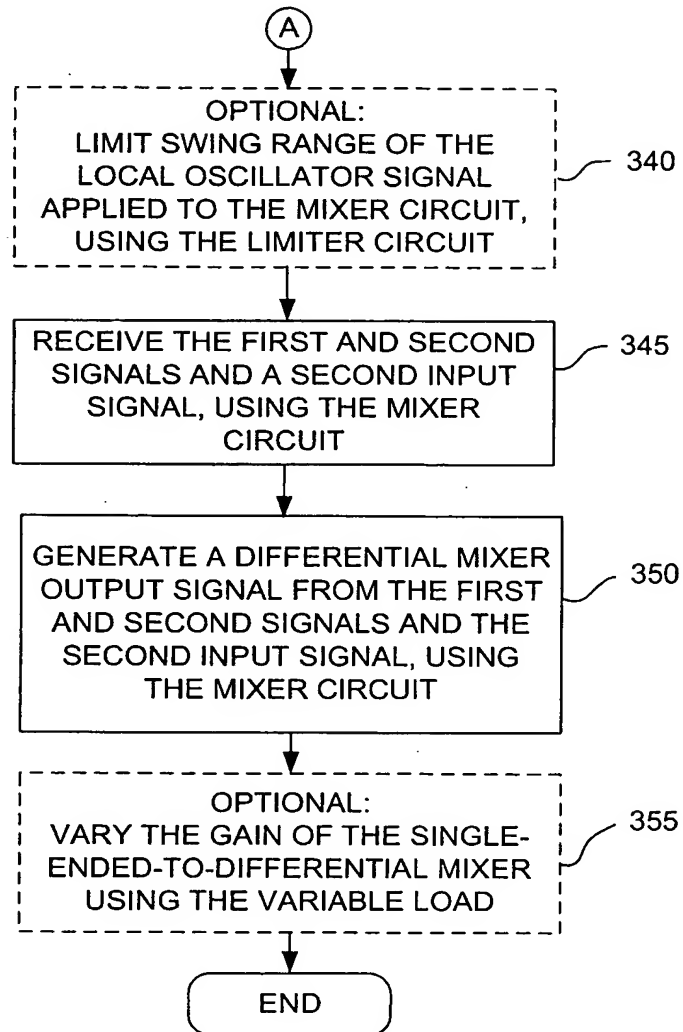 A
OPTIONAL:
LIMIT SWING RANGE OF THE
LOCAL OSCILLATOR SIGNAL
APPLIED TO THE MIXER CIRCUIT,
USING THE LIMITER CIRCUIT
340
RECEIVE THE FIRST AND SECOND
SIGNALS AND A SECOND INPUT
SIGNAL, USING THE MIXER
CIRCUIT
345
GENERATE A DIFFERENTIAL MIXER
OUTPUT SIGNAL FROM THE FIRST
AND SECOND SIGNALS AND THE
SECOND INPUT SIGNAL, USING
THE MIXER CIRCUIT
350
OPTIONAL:
VARY THE GAIN OF THE SINGLE-
ENDED-TO-DIFFERENTIAL MIXER
USING THE VARIABLE LOAD
355
END